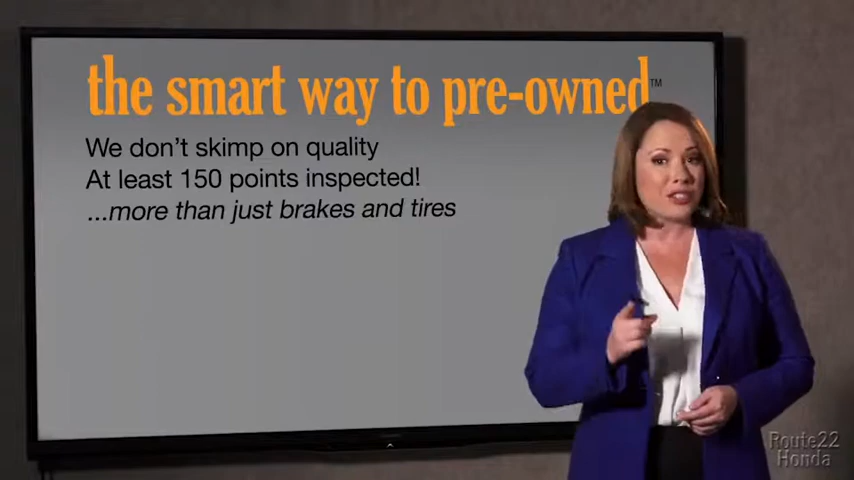 the smart way to pre-owned™
We don't skimp on quality
At least 150 points inspected!
...more than just brakes and tires
Route22
Honda